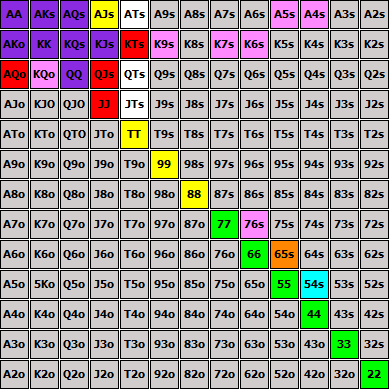 AA AKs AQs AJs ATs A9s A8s A7s A6s A5s A4s A3s A2s
AKo KK KQs KJs KTs K9s K8s K7s K6s K5s K4s K3s K2s
AQo KQo QQ QJs QTs Q9s Q8s Q7s Q6s Q5s Q4s Q3s Q2s
AJo KJO QJO JJ JTs J9s J8s J7s J6s J5s J4s J3s J2s
ATo KTo QTO JTo TT T9s T8s T7s T6s T5s T4s T3s T2s
A9o K9o Q9o J9o T9o 99 98s 97s 96s 95s 94s 93s 92s
A8o K8o Q8o J8o T8o 98o 88 87s 86s 85s 84s 83s 82s
A7o K7o Q7o J7o T7o 97o 87o 77 76s 75s 74s 73s 72s
A6o K6o Q6o J6o T6o 96o 86o 76o 66 65s 64s 63s 62s
A5o 5Ko Q5o J5o T5o 95o 85o 75o 65o 55 54s 53s 52s
A4o K4o Q4o J4o T4o 94o 84o 74o 64o 54o 44 43s 42s
A3o K3o Q3o J3o T3o 93o 83o 73o 63o 53o 43o 33 32s
A2o K2o Q2o J2o T2o 92o 82o 72o 62o 52o 42o 32o 22